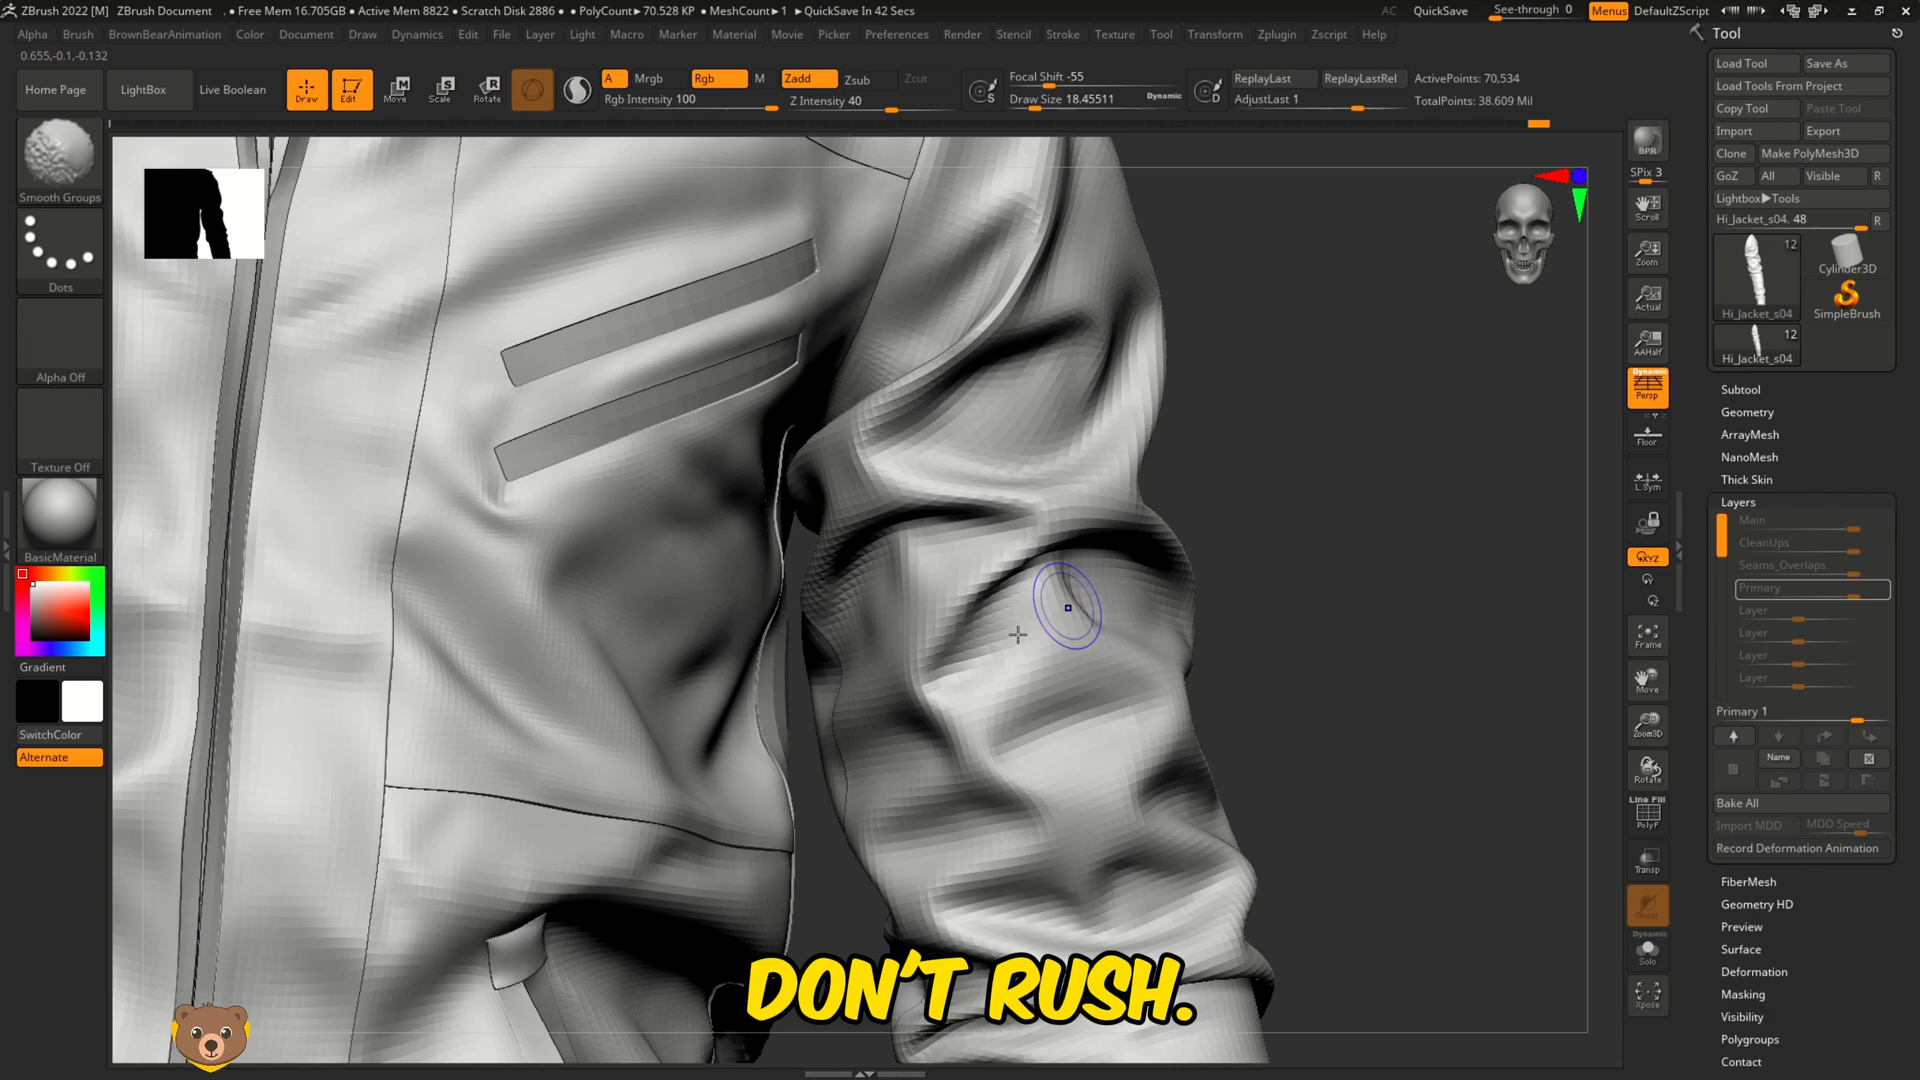 ZBrush 2022 [M] ZBrush Document . • Free Mem 16.705GB • Active Mem 8822 • Scratch Disk 2886 • • PolyCount► 70.528 KP • MeshCount► 1 ►QuickSave In 42 Secs AC QuickSave See-through 0 Menus DefaultZScript
Alpha Brush BrownBearAnimation Color Document Draw Dynamics Edit File Layer Light Macro Marker Material Movie Picker Preferences Render Stencil Stroke Texture Tool Transform Zplugin Zscript Help
0.655,-0.1,-0.132
Home Page LightBox Live Boolean
Draw Edit Move Scale Rotate
A Mrgb Rgb M Zadd Zsub Zcut
Rgb Intensity 100 Z Intensity 40
Focal Shift -55
Draw Size 18.45511 Dynamic
S D
ReplayLast ReplayLastRel
AdjustLast 1
ActivePoints: 70,534
TotalPoints: 38.609 Mil
Smooth Groups
Dots
Alpha Off
Texture Off
BasicMaterial
Gradient
SwitchColor
Alternate
DON'T RUSH.
BPR
SPix 3
Scroll
Zoom
Actual
AAHalf
Dynamic
Persp
Floor
L.Sym
XYZ
Y
Z
Frame
Move
Zoom3D
Rotate
Line Fill
PolyF
Transp
Ghost
Dynamic
Solo
Xpose
Tool
Load Tool Save As
Load Tools From Project
Copy Tool Paste Tool
Import Export
Clone Make PolyMesh3D
GoZ All Visible R
Lightbox►Tools
Hi_Jacket_s04. 48 R
12
Hi_Jacket_s04
Cylinder3D
SimpleBrush
12
Hi_Jacket_s04
Subtool
Geometry
ArrayMesh
NanoMesh
Thick Skin
Layers
Main
CleanUps
Seams_Overlaps
Primary
Layer
Layer
Layer
Layer
Primary 1
Name
Bake All
Import MDD MDD Speed
Record Deformation Animation
FiberMesh
Geometry HD
Preview
Surface
Deformation
Masking
Visibility
Polygroups
Contact